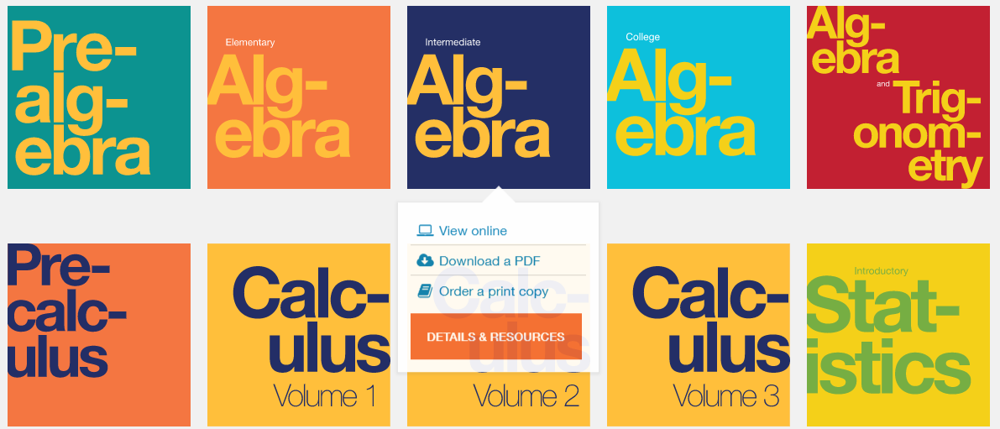 Pre-
alg-
ebra
Elementary
Alg-
ebra
Intermediate
Alg-
ebra
College
Alg-
ebra
Alg-
ebra
and Trig-
onom-
etry
View online
Download a PDF
Order a print copy
DETAILS & RESOURCES
Pre-
calc-
ulus
Calc-
ulus
Volume 1
Calc-
ulus
Volume 2
Calc-
ulus
Volume 3
Introductory
Stat-
istics